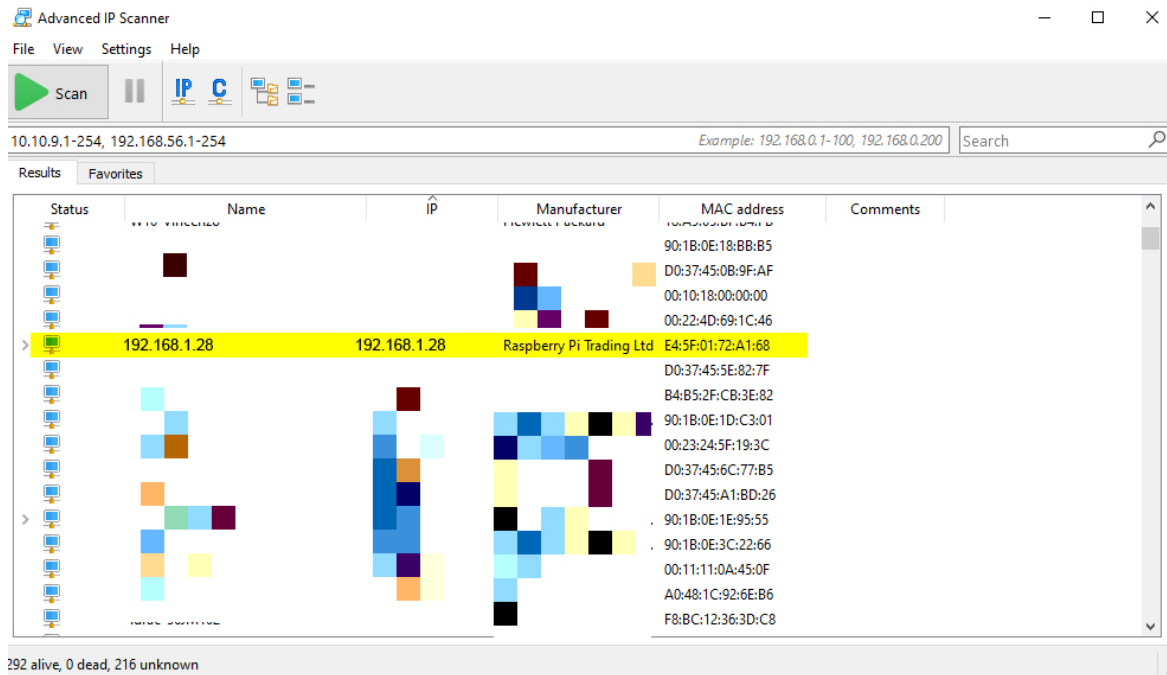 Advanced IP Scanner
File View Settings Help
Scan IP C
10.10.9.1-254, 192.168.56.1-254 Example: 192.168.0.1-100, 192.168.0.200 Search
Results Favorites
Status Name IP Manufacturer MAC address Comments
90:1B:0E:18:BB:B5
D0:37:45:0B:9F:AF
00:10:18:00:00:00
00:22:4D:69:1C:46
192.168.1.28 192.168.1.28 Raspberry Pi Trading Ltd E4:5F:01:72:A1:68
D0:37:45:5E:82:7F
B4:B5:2F:CB:3E:82
90:1B:0E:1D:C3:01
00:23:24:5F:19:3C
D0:37:45:6C:77:B5
D0:37:45:A1:BD:26
90:1B:0E:1E:95:55
90:1B:0E:3C:22:66
00:11:11:0A:45:0F
A0:48:1C:92:6E:B6
F8:BC:12:36:3D:C8
292 alive, 0 dead, 216 unknown